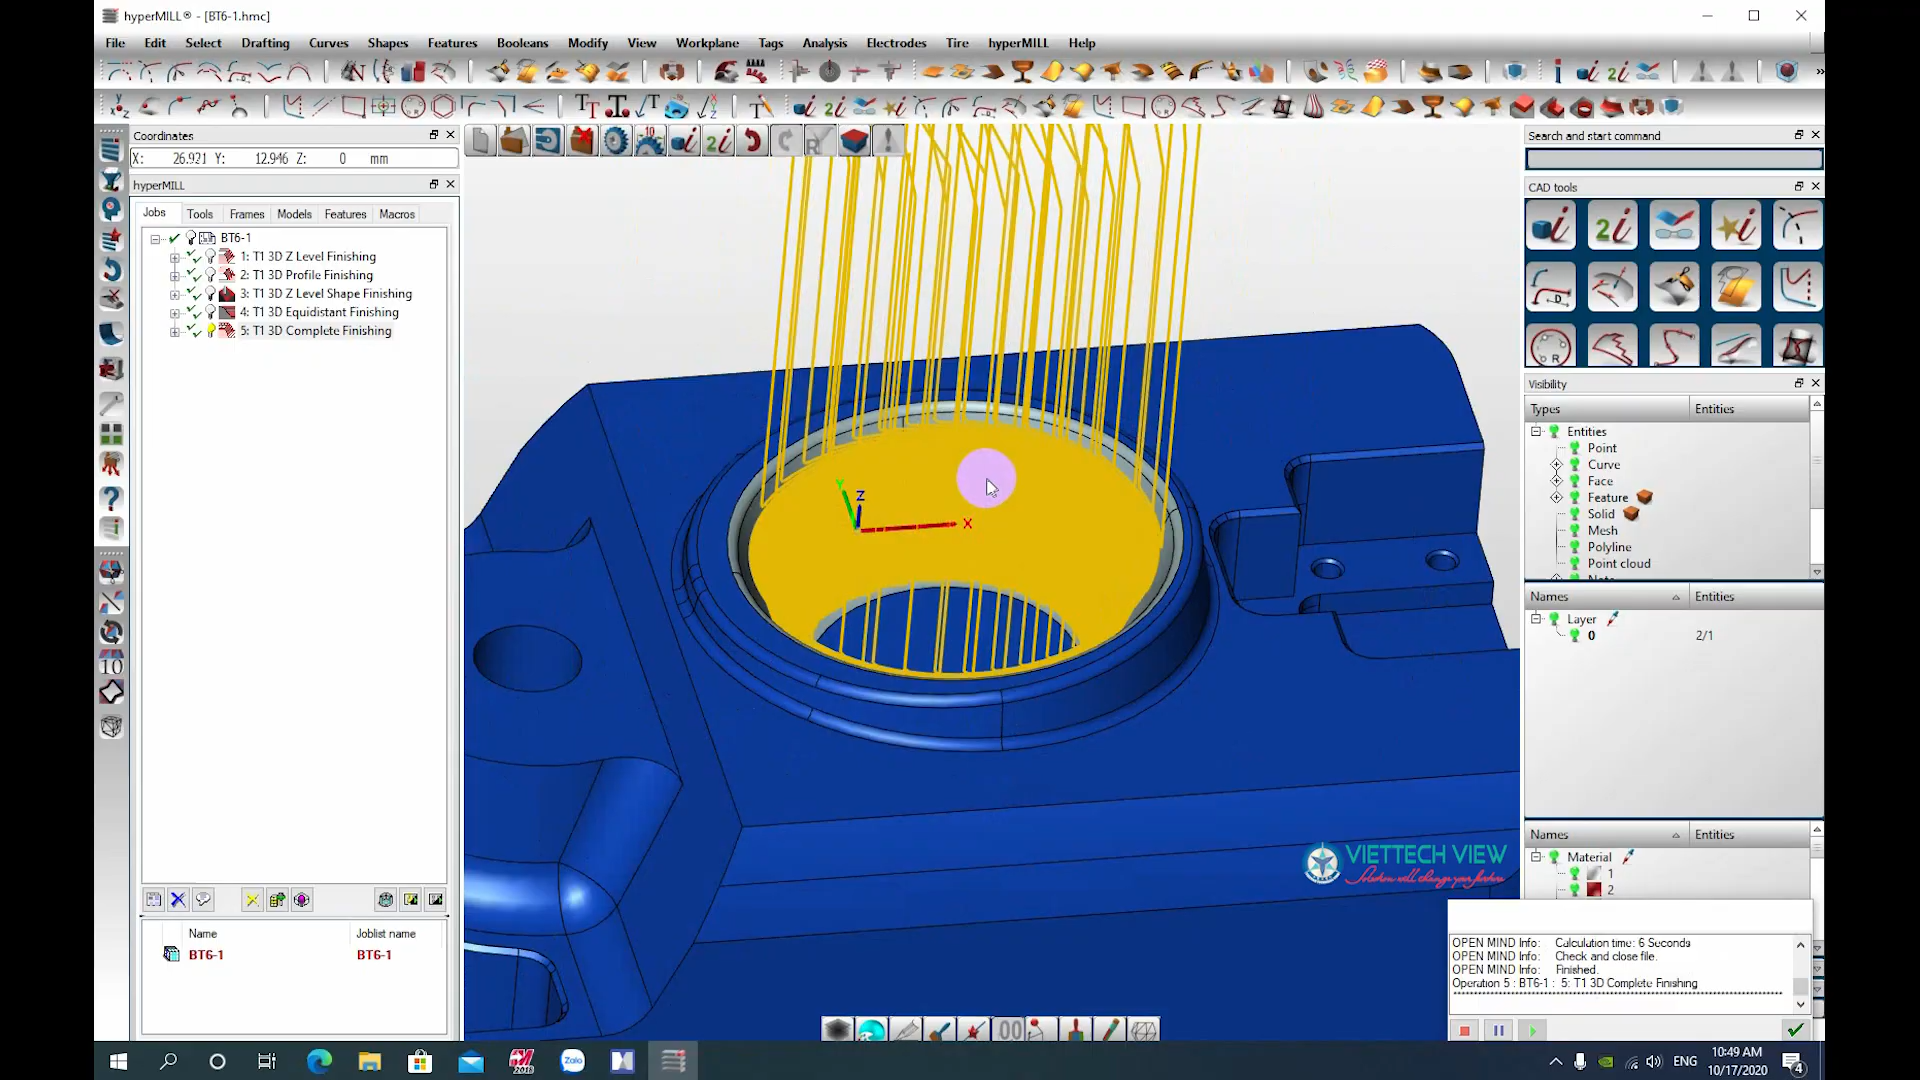 hyperMILL® - [BT6-1.hmc]
File Edit Select Drafting Curves Shapes Features Booleans Modify View Workplane Tags Analysis Electrodes Tire hyperMILL Help
Coordinates
X: 26.921 Y: 12.946 Z: 0 mm
hyperMILL
Jobs Tools Frames Models Features Macros
BT6-1
1: T1 3D Z Level Finishing
2: T1 3D Profile Finishing
3: T1 3D Z Level Shape Finishing
4: T1 3D Equidistant Finishing
5: T1 3D Complete Finishing
Name Joblist name
BT6-1 BT6-1
Y
Z
X
VIETTECH VIEW
Solution will change your future
Search and start command
CAD tools
Visibility
Types Entities
Entities
Point
Curve
Face
Feature
Solid
Mesh
Polyline
Point cloud
Names Entities
Layer
0 2/1
Names Entities
Material
1
2
OPEN MIND Info: Calculation time: 6 Seconds
OPEN MIND Info: Check and close file.
OPEN MIND Info: Finished.
Operation 5 : BT6-1 : 5: T1 3D Complete Finishing
ENG
10:49 AM
10/17/2020
4